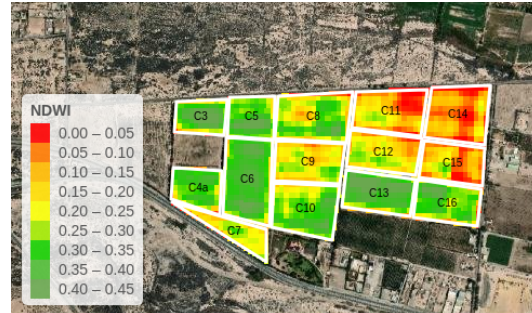 C3
C5
C8
C11
C14
C9
C12
C15
C6
C4a
C10
C13
C16
C7
NDWI
0.00 – 0.05
0.05 – 0.10
0.10 – 0.15
0.15 – 0.20
0.20 – 0.25
0.25 – 0.30
0.30 – 0.35
0.35 – 0.40
0.40 – 0.45